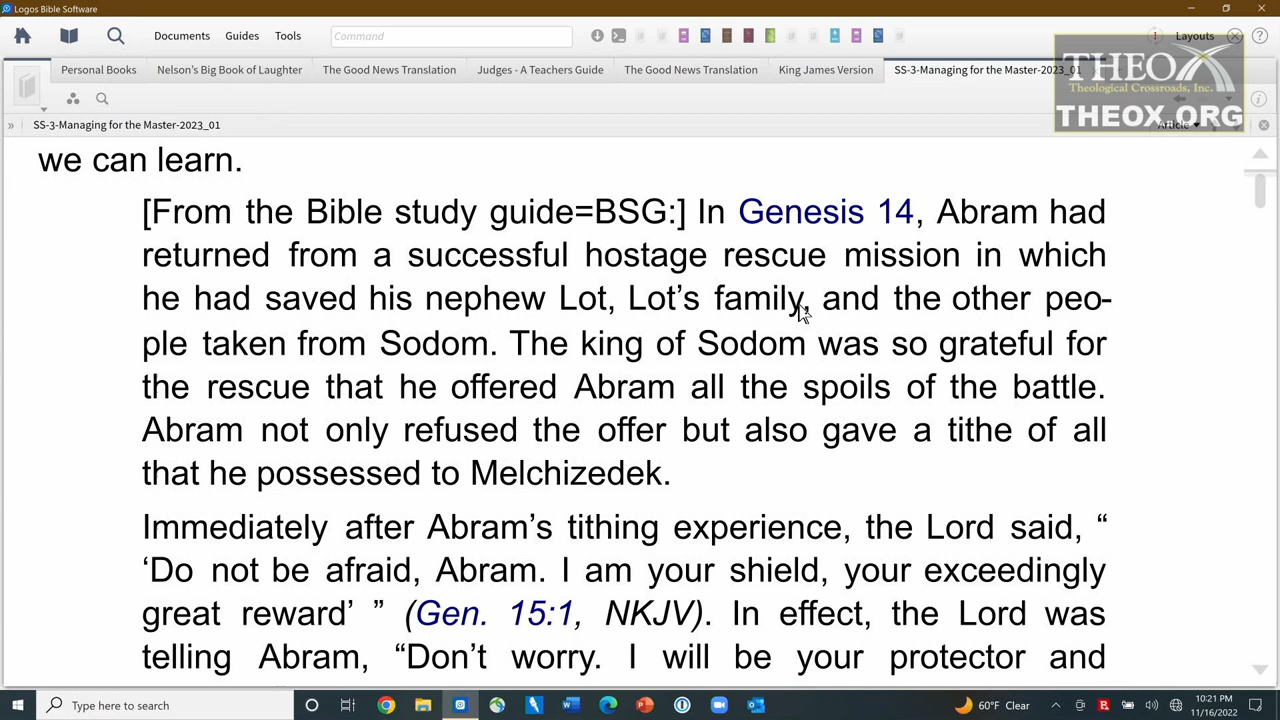 Logos Bible Software
Documents Guides Tools Command Layouts
Personal Books Nelson's Big Book of Laughter The G Judges - A Teachers Guide The Good News Translation King James Version SS-3-Managing for the Master-2023_01
THEOX
Theological Crossroads, Inc.
THEOX.ORG
SS-3-Managing for the Master-2023_01 Article
we can learn.
[From the Bible study guide=BSG:] In Genesis 14, Abram had
returned from a successful hostage rescue mission in which
he had saved his nephew Lot, Lot’s family, and the other peo-
ple taken from Sodom. The king of Sodom was so grateful for
the rescue that he offered Abram all the spoils of the battle.
Abram not only refused the offer but also gave a tithe of all
that he possessed to Melchizedek.
Immediately after Abram’s tithing experience, the Lord said, “
‘Do not be afraid, Abram. I am your shield, your exceedingly
great reward’ ” (Gen. 15:1, NKJV). In effect, the Lord was
telling Abram, “Don’t worry. I will be your protector and
Type here to search 60°F Clear 10:21 PM
11/16/2022